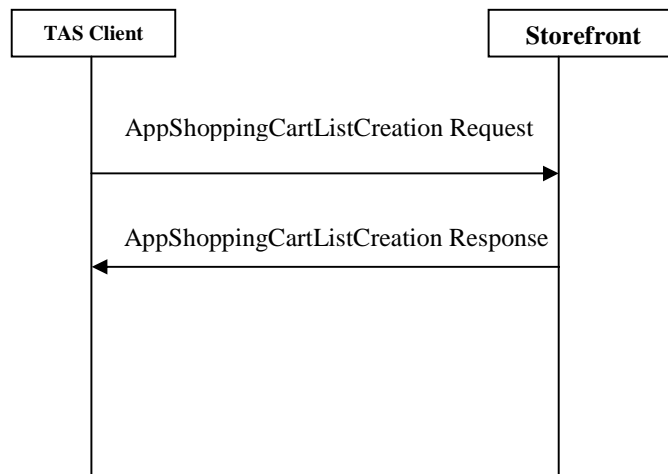 TAS Client
Storefront
AppShoppingCartListCreation Request
AppShoppingCartListCreation Response